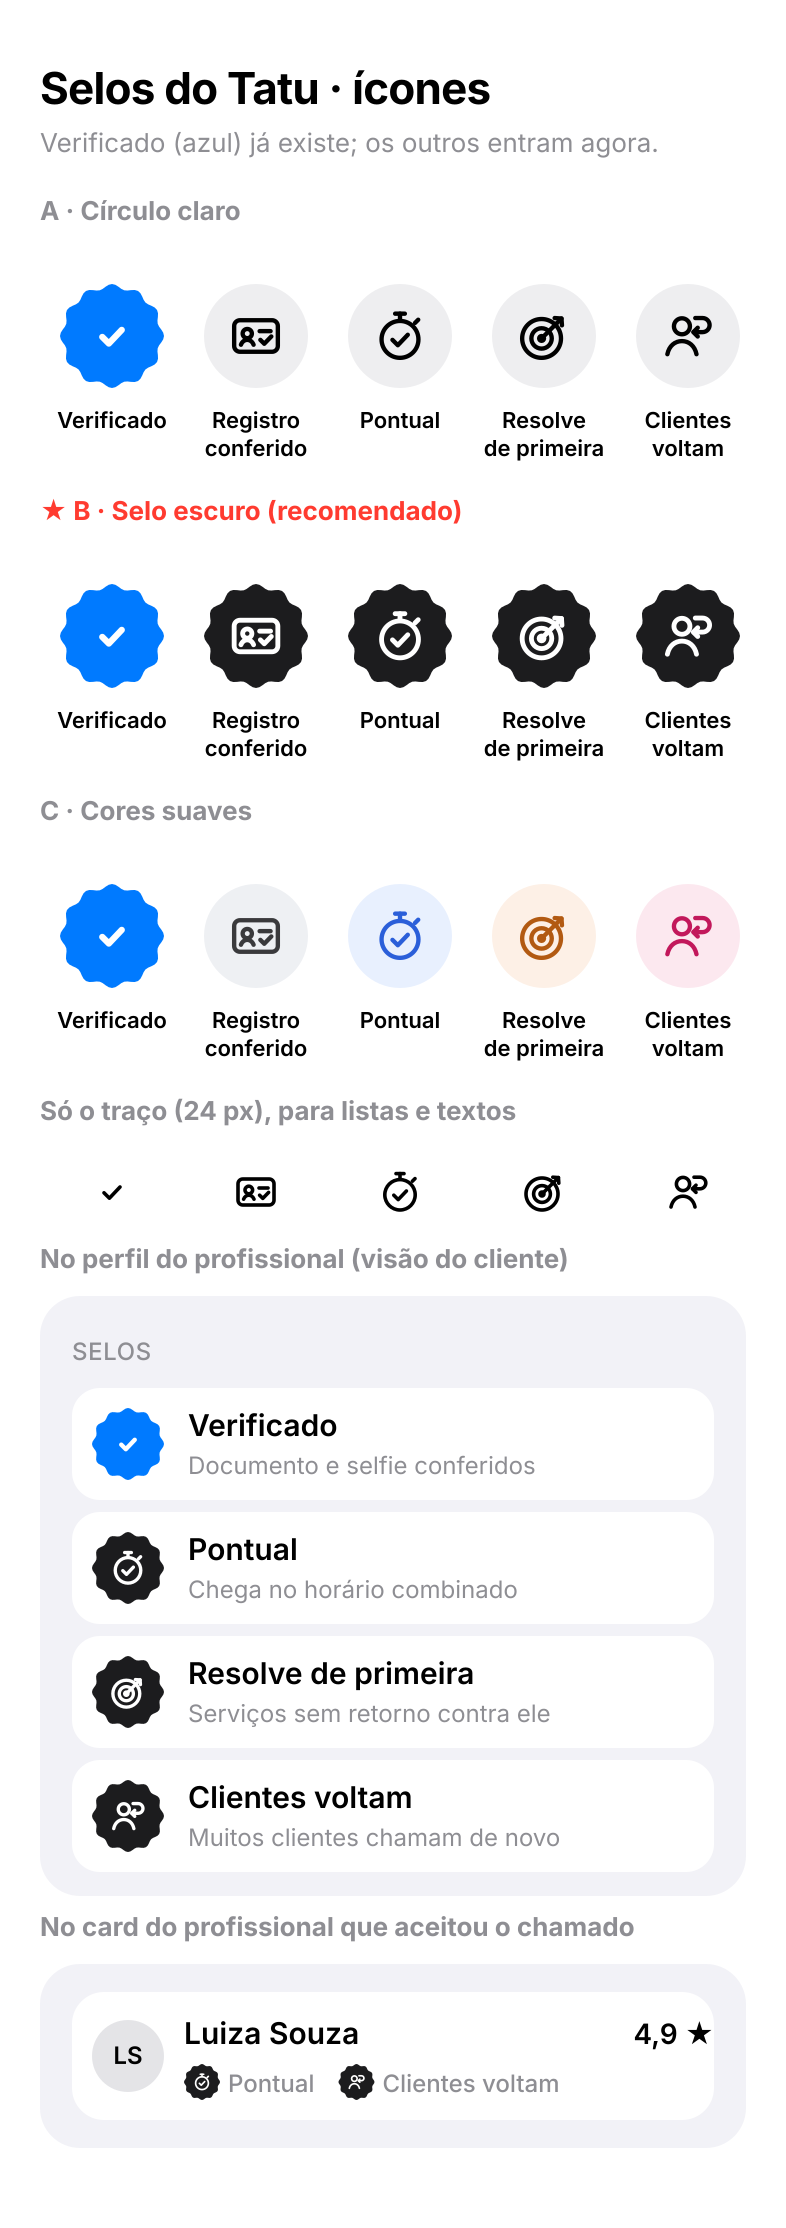 Selos do Tatu · ícones
Verificado (azul) já existe; os outros entram agora.
A · Círculo claro
Verificado
Registro
conferido
Pontual
Resolve
de primeira
Clientes
voltam
★ B · Selo escuro (recomendado)
Verificado
Registro
conferido
Pontual
Resolve
de primeira
Clientes
voltam
C · Cores suaves
Verificado
Registro
conferido
Pontual
Resolve
de primeira
Clientes
voltam
Só o traço (24 px), para listas e textos
No perfil do profissional (visão do cliente)
SELOS
Verificado
Documento e selfie conferidos
Pontual
Chega no horário combinado
Resolve de primeira
Serviços sem retorno contra ele
Clientes voltam
Muitos clientes chamam de novo
No card do profissional que aceitou o chamado
LS
Luiza Souza
4,9 ★
Pontual
Clientes voltam